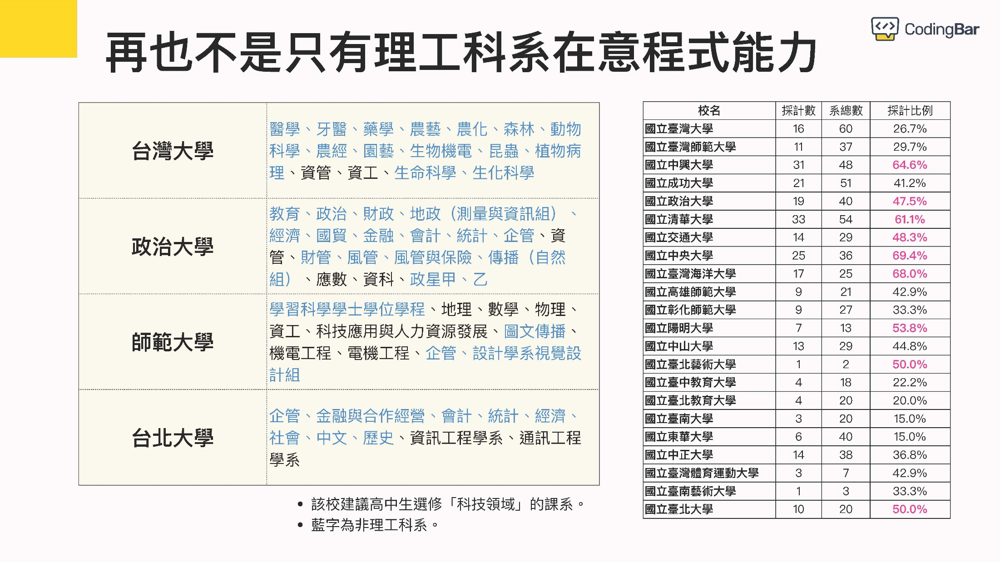 再也不是只有理工科系在意程式能力
CodingBar
台灣大學
醫學、牙醫、藥學、農藝、農化、森林、動物
科學、農經、園藝、生物機電、昆蟲、植物病
理、資管、資工、生命科學、生化科學
政治大學
教育、政治、財政、地政（測量與資訊組）、
經濟、國貿、金融、會計、統計、企管、資
管、財管、風管、風管與保險、傳播（自然
組）、應數、資科、政星甲、乙
師範大學
學習科學學士學位學程、地理、數學、物理、
資工、科技應用與人力資源發展、圖文傳播、
機電工程、電機工程、企管、設計學系視覺設
計組
台北大學
企管、金融與合作經營、會計、統計、經濟、
社會、中文、歷史、資訊工程學系、通訊工程
學系
• 該校建議高中生選修「科技領域」的課系。
• 藍字為非理工科系。
校名 採計數 系總數 採計比例
國立臺灣大學 16 60 26.7%
國立臺灣師範大學 11 37 29.7%
國立中興大學 31 48 64.6%
國立成功大學 21 51 41.2%
國立政治大學 19 40 47.5%
國立清華大學 33 54 61.1%
國立交通大學 14 29 48.3%
國立中央大學 25 36 69.4%
國立臺灣海洋大學 17 25 68.0%
國立高雄師範大學 9 21 42.9%
國立彰化師範大學 9 27 33.3%
國立陽明大學 7 13 53.8%
國立中山大學 13 29 44.8%
國立臺北藝術大學 1 2 50.0%
國立臺中教育大學 4 18 22.2%
國立臺北教育大學 4 20 20.0%
國立臺南大學 3 20 15.0%
國立東華大學 6 40 15.0%
國立中正大學 14 38 36.8%
國立臺灣體育運動大學 3 7 42.9%
國立臺南藝術大學 1 3 33.3%
國立臺北大學 10 20 50.0%